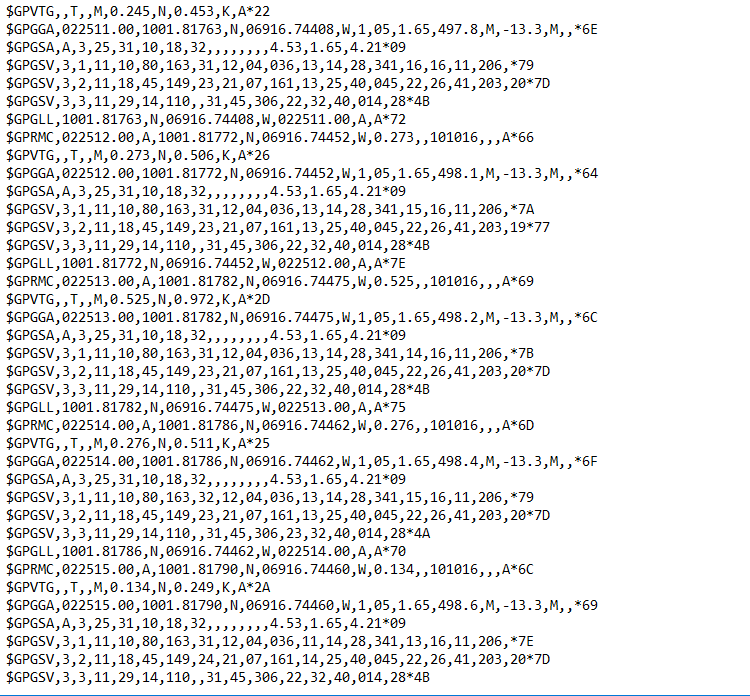 $GPVTG,,T,,M,0.245,N,0.453,K,A*22
$GPGGA,022511.00,1001.81763,N,06916.74408,W,1,05,1.65,497.8,M,-13.3,M,,*6E
$GPGSA,A,3,25,31,10,18,32,,,,,,,,4.53,1.65,4.21*09
$GPGSV,3,1,11,10,80,163,31,12,04,036,13,14,28,341,16,16,11,206,*79
$GPGSV,3,2,11,18,45,149,23,21,07,161,13,25,40,045,22,26,41,203,20*7D
$GPGSV,3,3,11,29,14,110,,31,45,306,22,32,40,014,28*4B
$GPGLL,1001.81763,N,06916.74408,W,022511.00,A,A*72
$GPRMC,022512.00,A,1001.81772,N,06916.74452,W,0.273,,101016,,,A*66
$GPVTG,,T,,M,0.273,N,0.506,K,A*26
$GPGGA,022512.00,1001.81772,N,06916.74452,W,1,05,1.65,498.1,M,-13.3,M,,*64
$GPGSA,A,3,25,31,10,18,32,,,,,,,,4.53,1.65,4.21*09
$GPGSV,3,1,11,10,80,163,31,12,04,036,13,14,28,341,15,16,11,206,*7A
$GPGSV,3,2,11,18,45,149,23,21,07,161,13,25,40,045,22,26,41,203,19*77
$GPGSV,3,3,11,29,14,110,,31,45,306,22,32,40,014,28*4B
$GPGLL,1001.81772,N,06916.74452,W,022512.00,A,A*7E
$GPRMC,022513.00,A,1001.81782,N,06916.74475,W,0.525,,101016,,,A*69
$GPVTG,,T,,M,0.525,N,0.972,K,A*2D
$GPGGA,022513.00,1001.81782,N,06916.74475,W,1,05,1.65,498.2,M,-13.3,M,,*6C
$GPGSA,A,3,25,31,10,18,32,,,,,,,,4.53,1.65,4.21*09
$GPGSV,3,1,11,10,80,163,31,12,04,036,13,14,28,341,14,16,11,206,*7B
$GPGSV,3,2,11,18,45,149,23,21,07,161,13,25,40,045,22,26,41,203,20*7D
$GPGSV,3,3,11,29,14,110,,31,45,306,22,32,40,014,28*4B
$GPGLL,1001.81782,N,06916.74475,W,022513.00,A,A*75
$GPRMC,022514.00,A,1001.81786,N,06916.74462,W,0.276,,101016,,,A*6D
$GPVTG,,T,,M,0.276,N,0.511,K,A*25
$GPGGA,022514.00,1001.81786,N,06916.74462,W,1,05,1.65,498.4,M,-13.3,M,,*6F
$GPGSA,A,3,25,31,10,18,32,,,,,,,,4.53,1.65,4.21*09
$GPGSV,3,1,11,10,80,163,32,12,04,036,13,14,28,341,15,16,11,206,*79
$GPGSV,3,2,11,18,45,149,23,21,07,161,13,25,40,045,22,26,41,203,20*7D
$GPGSV,3,3,11,29,14,110,,31,45,306,23,32,40,014,28*4A
$GPGLL,1001.81786,N,06916.74462,W,022514.00,A,A*70
$GPRMC,022515.00,A,1001.81790,N,06916.74460,W,0.134,,101016,,,A*6C
$GPVTG,,T,,M,0.134,N,0.249,K,A*2A
$GPGGA,022515.00,1001.81790,N,06916.74460,W,1,05,1.65,498.6,M,-13.3,M,,*69
$GPGSA,A,3,25,31,10,18,32,,,,,,,,4.53,1.65,4.21*09
$GPGSV,3,1,11,10,80,163,31,12,04,036,11,14,28,341,13,16,11,206,*7E
$GPGSV,3,2,11,18,45,149,24,21,07,161,14,25,40,045,22,26,41,203,20*7D
$GPGSV,3,3,11,29,14,110,,31,45,306,22,32,40,014,28*4B